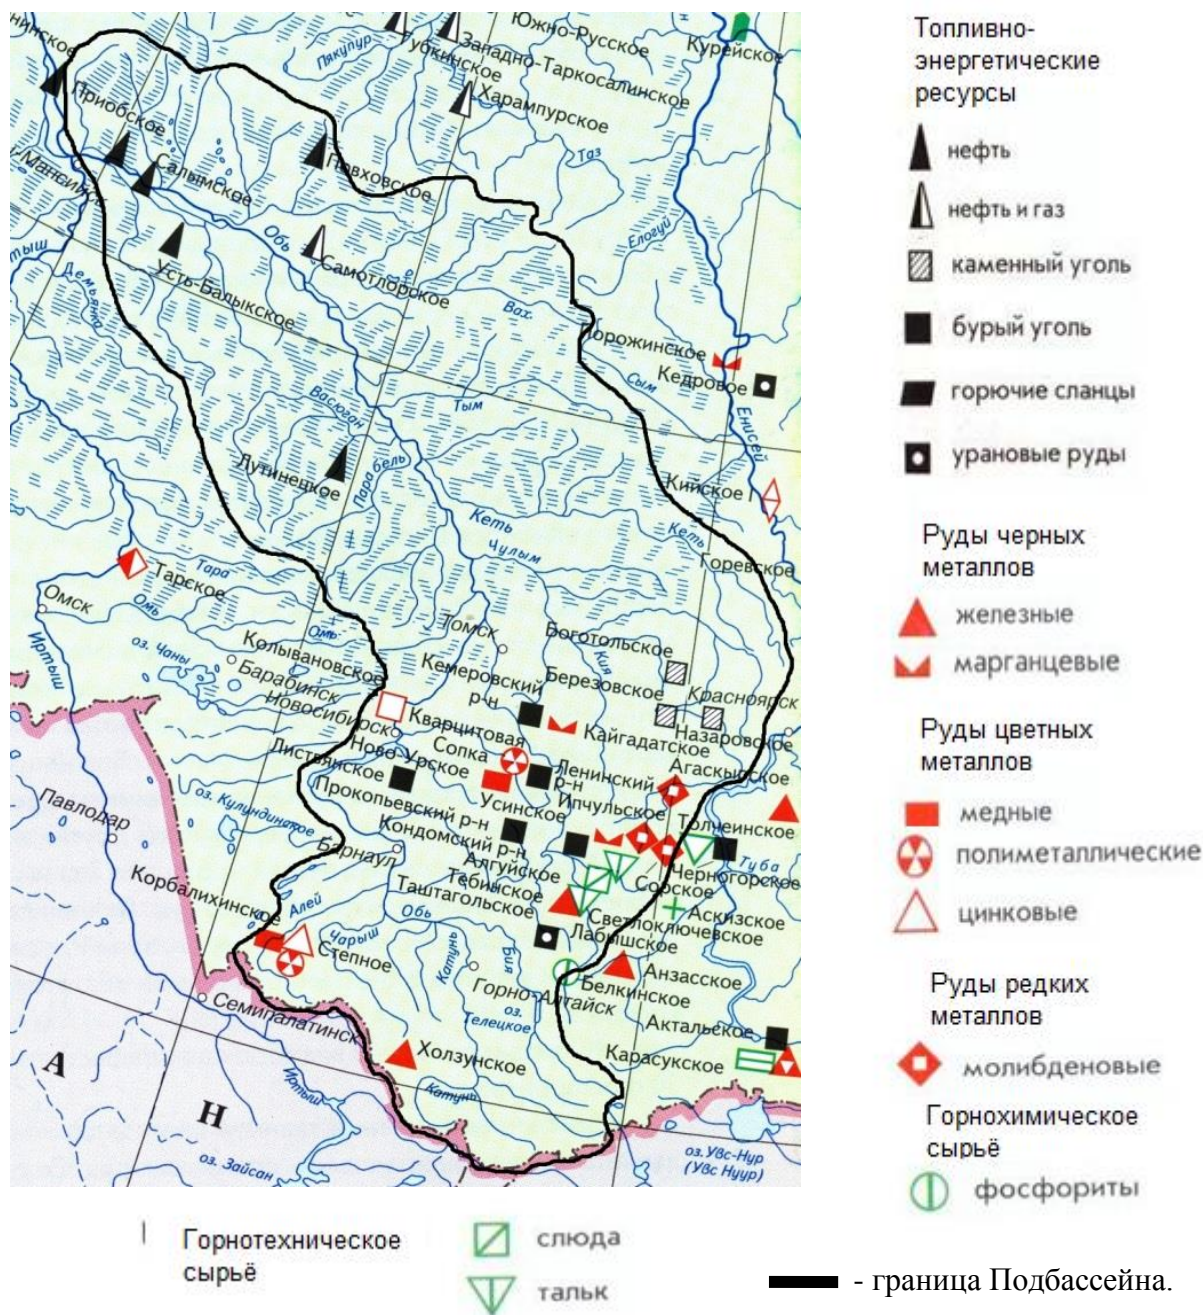 Южно-Русское
Курейское
Пякупур
Губкинское
Западно-Таркосалинское
Харампурское
Приобское
Салымское
Повховское
Таз
Елогуй
Обь
Самотлорское
Усть-Балыкское
Демьянка
Вах
Порожинское
Кедровое
Сым
Васюган
Тым
Енисей
Лугинецкое
Парабель
Кийское Г
Кеть
Кеть
Чулым
Горевское
Тара
Тарское
Омск
Омь
Омь
Томск
Боготольское
Иртыш
оз. Чаны
Колывановское
Кемеровский
р-н
Кия
Березовское
Барабинск
Красноярск
Новосибирск
Кварцитовая
Сопка
Кайгадатское
Назаровское
Ново-Урское
Листвянское
Ленинский
р-н
Агаскырское
Павлодар
оз. Кулундинское
Прокопьевский р-н
Усинское
Ипчульское
Толчеинское
Кондомский р-н
Барнаул
Алгуйское
Туба
Черногорское
Корбалихинское
Тебинское
Сорское
Таштагольское
Алей
Обь
Светлоключевское
Аскизское
Чарыш
Лабышское
Степное
Катунь
Бия
Анзасское
Белкинское
Горно-Алтайск
Семипалатинск
оз.
Телецкое
Актальское
Карасукское
Холзунское
А
Н
Иртыш
Катунь
оз. Зайсан
оз. Увс-Нур
(Увс Нуур)
Топливно-
энергетические
ресурсы
нефть
нефть и газ
каменный уголь
бурый уголь
горючие сланцы
урановые руды
Руды черных
металлов
железные
марганцевые
Руды цветных
металлов
медные
полиметаллические
цинковые
Руды редких
металлов
молибденовые
Горнохимическое
сырьё
фосфориты
Горнотехническое
сырьё
слюда
тальк
- граница Подбассейна.